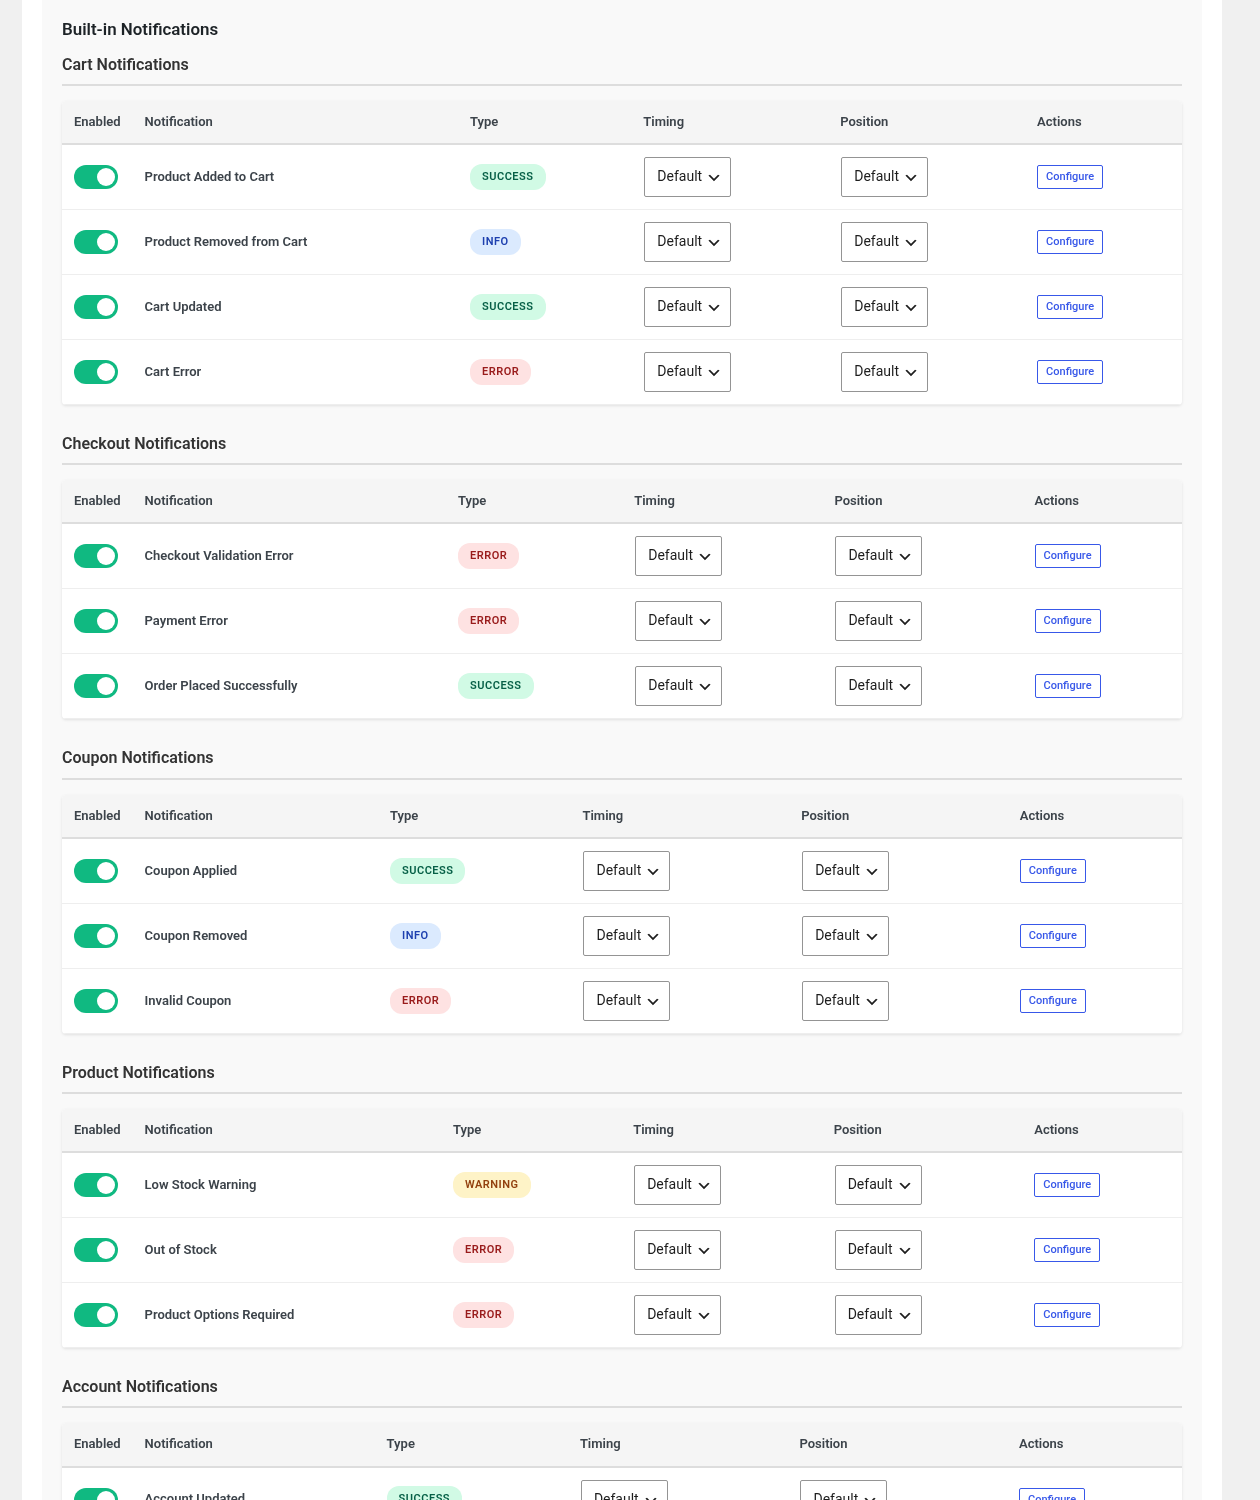 Built-in Notifications
Cart Notifications
Enabled Notification Type Timing Position Actions
Product Added to Cart SUCCESS Default Default Configure
Product Removed from Cart INFO Default Default Configure
Cart Updated SUCCESS Default Default Configure
Cart Error ERROR Default Default Configure
Checkout Notifications
Enabled Notification Type Timing Position Actions
Checkout Validation Error ERROR Default Default Configure
Payment Error ERROR Default Default Configure
Order Placed Successfully SUCCESS Default Default Configure
Coupon Notifications
Enabled Notification Type Timing Position Actions
Coupon Applied SUCCESS Default Default Configure
Coupon Removed INFO Default Default Configure
Invalid Coupon ERROR Default Default Configure
Product Notifications
Enabled Notification Type Timing Position Actions
Low Stock Warning WARNING Default Default Configure
Out of Stock ERROR Default Default Configure
Product Options Required ERROR Default Default Configure
Account Notifications
Enabled Notification Type Timing Position Actions
Account Updated SUCCESS Default Default Configure